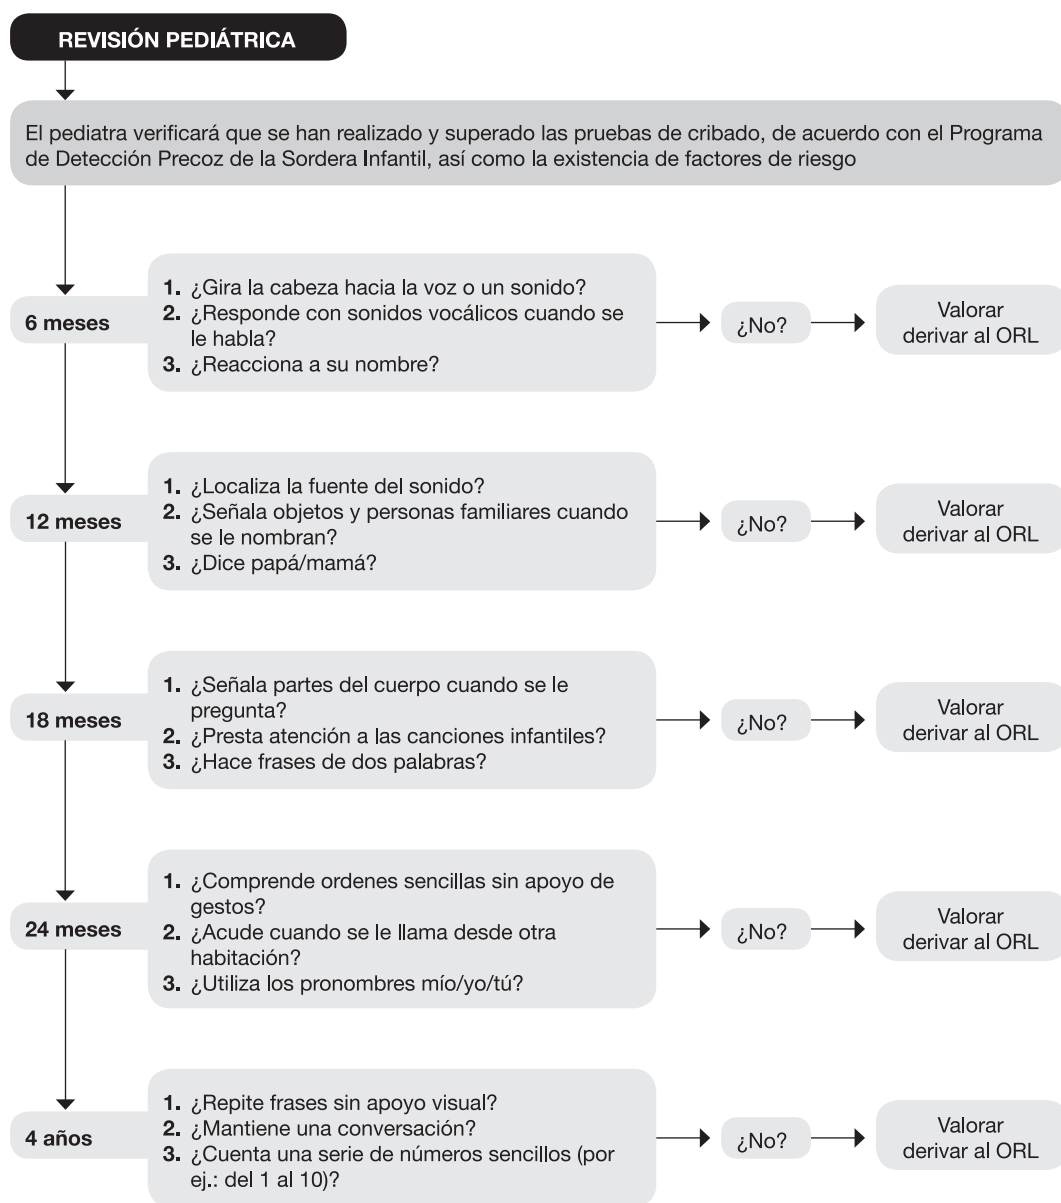 REVISIÓN PEDIÁTRICA
El pediatra verificará que se han realizado y superado las pruebas de cribado, de acuerdo con el Programa
de Detección Precoz de la Sordera Infantil, así como la existencia de factores de riesgo
6 meses
1. ¿Gira la cabeza hacia la voz o un sonido?
2. ¿Responde con sonidos vocálicos cuando se
le habla?
3. ¿Reacciona a su nombre?
¿No?
Valorar
derivar al ORL
12 meses
1. ¿Localiza la fuente del sonido?
2. ¿Señala objetos y personas familiares cuando
se le nombran?
3. ¿Dice papá/mamá?
¿No?
Valorar
derivar al ORL
18 meses
1. ¿Señala partes del cuerpo cuando se le
pregunta?
2. ¿Presta atención a las canciones infantiles?
3. ¿Hace frases de dos palabras?
¿No?
Valorar
derivar al ORL
24 meses
1. ¿Comprende ordenes sencillas sin apoyo de
gestos?
2. ¿Acude cuando se le llama desde otra
habitación?
3. ¿Utiliza los pronombres mío/yo/tú?
¿No?
Valorar
derivar al ORL
4 años
1. ¿Repite frases sin apoyo visual?
2. ¿Mantiene una conversación?
3. ¿Cuenta una serie de números sencillos (por
ej.: del 1 al 10)?
¿No?
Valorar
derivar al ORL